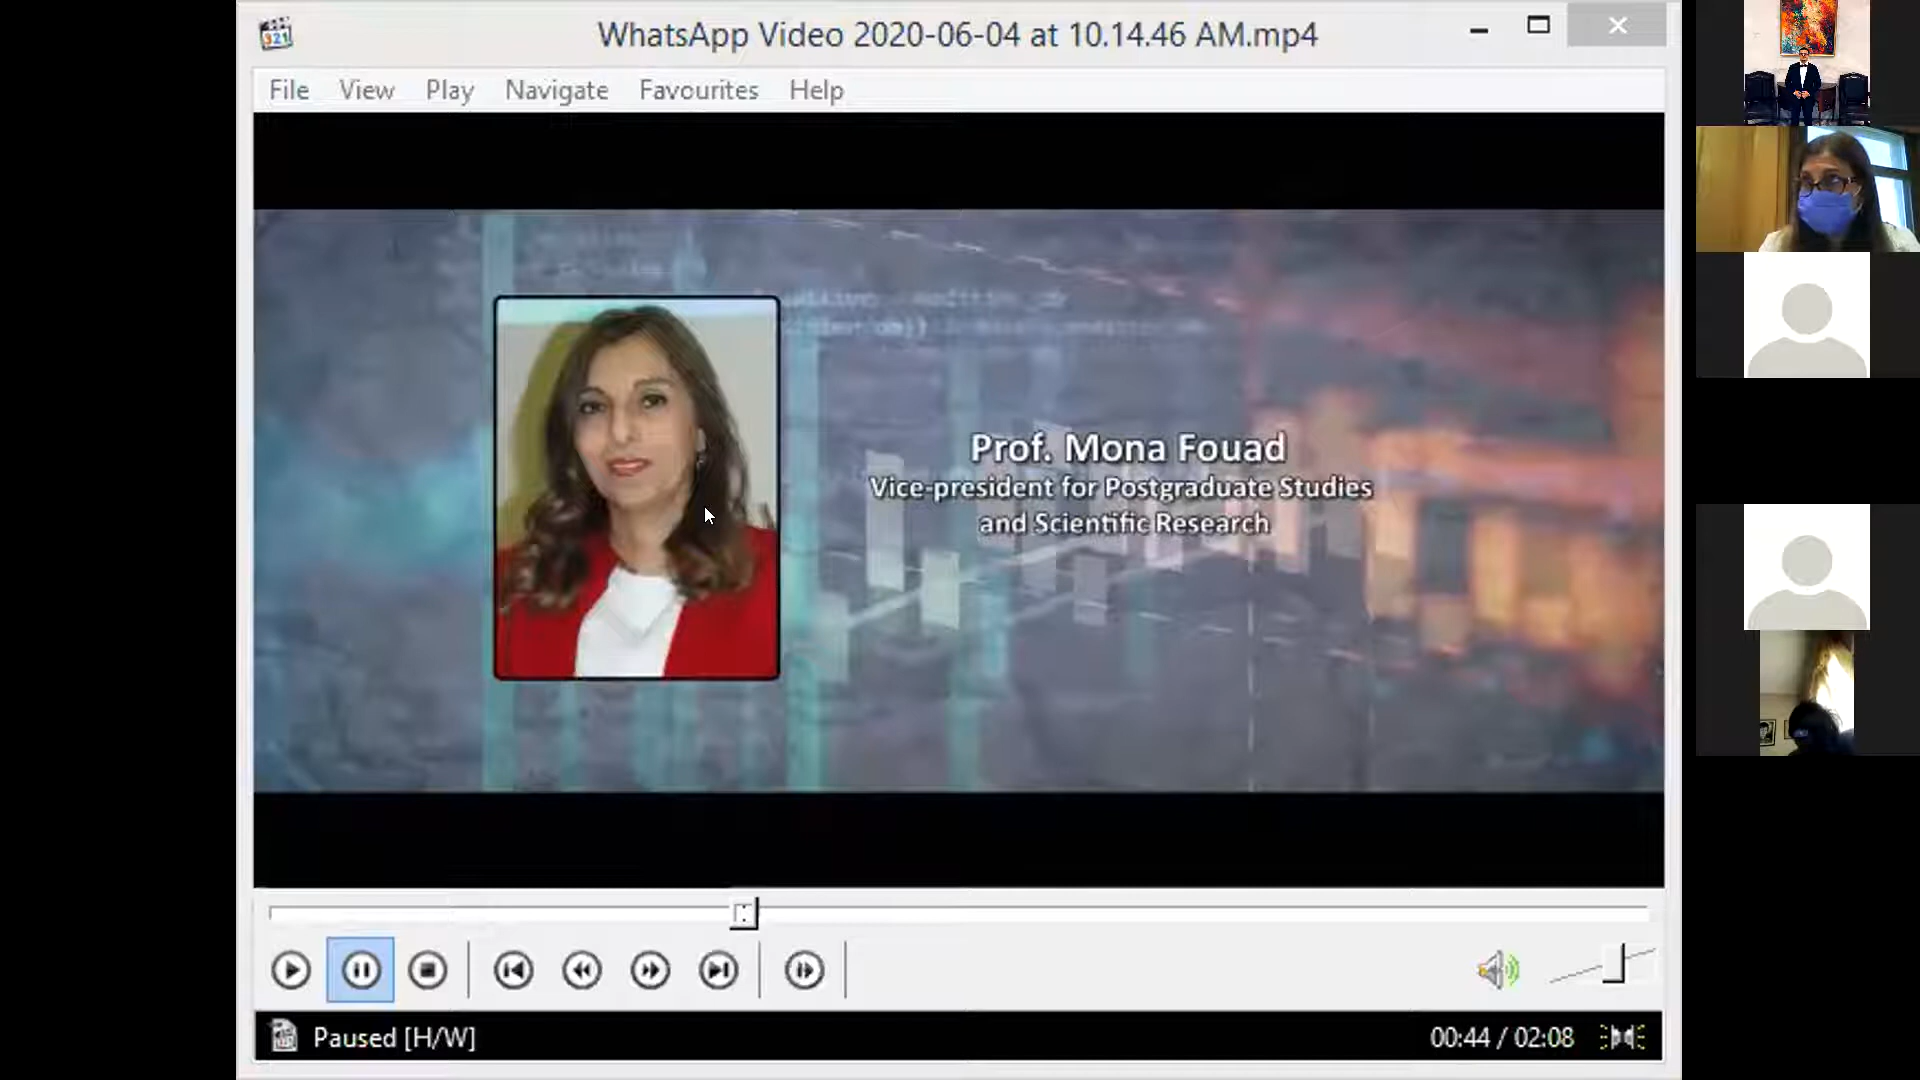 WhatsApp Video 2020-06-04 at 10.14.46 AM.mp4
File View Play Navigate Favourites Help
Prof. Mona Fouad
Vice-president for Postgraduate Studies
and Scientific Research
Paused [H/W]
00:44 / 02:08